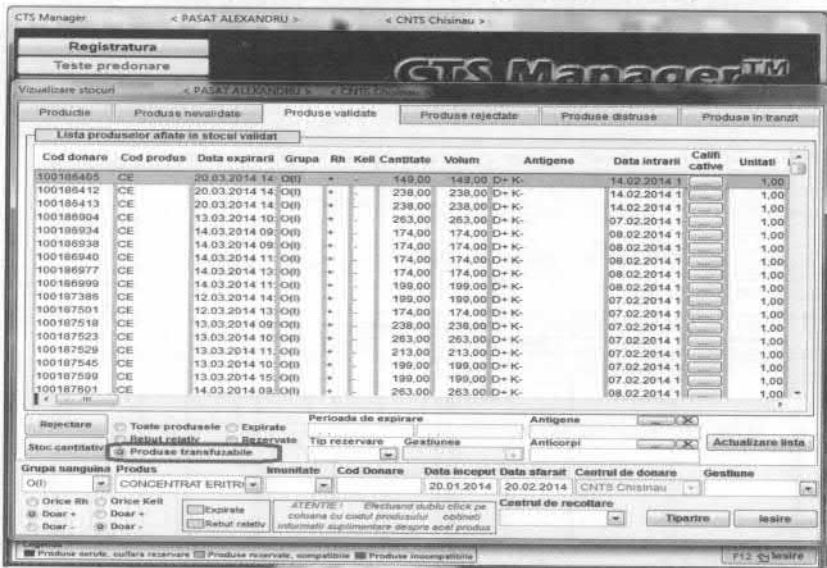 CTS Manager < PASAT ALEXANDRU > < CNTS Chisinau >
Registratura
Teste predonare
CTS Manager™
Vizualizare stocuri < PASAT ALEXANDRU > < CNTS Chisinau >
Productie Produse nevalidate Produse validate Produse rejectate Produse distruse Produse in tranzit
Lista produselor aflate in stocul validat
Cod donare Cod produs Data expirarii Grupa Rh Kell Cantitate Volum Antigene Data intrarii Califi cative Unitati
100186405 CE 20.03.2014 14: O(I) + - 149,00 149,00 D+ K- 14.02.2014 1 1,00
100186412 CE 20.03.2014 14: O(I) + - 238,00 238,00 D+ K- 14.02.2014 1 1,00
100186413 CE 20.03.2014 14: O(I) + - 238,00 238,00 D+ K- 14.02.2014 1 1,00
100186904 CE 13.03.2014 10: O(I) + - 263,00 263,00 D+ K- 07.02.2014 1 1,00
100186934 CE 14.03.2014 09: O(I) + - 174,00 174,00 D+ K- 08.02.2014 1 1,00
100186938 CE 14.03.2014 09: O(I) + - 174,00 174,00 D+ K- 08.02.2014 1 1,00
100186940 CE 14.03.2014 11: O(I) + - 174,00 174,00 D+ K- 08.02.2014 1 1,00
100186977 CE 14.03.2014 13: O(I) + - 174,00 174,00 D+ K- 08.02.2014 1 1,00
100186999 CE 14.03.2014 11: O(I) + - 199,00 199,00 D+ K- 08.02.2014 1 1,00
100187386 CE 12.03.2014 14: O(I) + - 199,00 199,00 D+ K- 07.02.2014 1 1,00
100187501 CE 12.03.2014 13: O(I) + - 174,00 174,00 D+ K- 07.02.2014 1 1,00
100187518 CE 13.03.2014 09: O(I) + - 238,00 238,00 D+ K- 07.02.2014 1 1,00
100187523 CE 13.03.2014 10: O(I) + - 263,00 263,00 D+ K- 07.02.2014 1 1,00
100187529 CE 13.03.2014 11: O(I) + - 213,00 213,00 D+ K- 07.02.2014 1 1,00
100187545 CE 13.03.2014 10: O(I) + - 199,00 199,00 D+ K- 07.02.2014 1 1,00
100187599 CE 13.03.2014 15: O(I) + - 199,00 199,00 D+ K- 07.02.2014 1 1,00
100187601 CE 14.03.2014 09: O(I) + - 263,00 263,00 D+ K- 08.02.2014 1 1,00
Rejectare Toate produsele Expirate Perioada de expirare Antigene
Stoc cantitativ Rebut relativ Rezervate Tip rezervare Gestiunea Anticorpi Actualizare lista
Produse transfuzabile
Grupa sanguina Produs Imunitate Cod Donare Data inceput Data sfarsit Centrul de donare Gestiune
O(I) CONCENTRAT ERITR 20.01.2014 20.02.2014 CNTS Chisinau
Orice Rh Orice Kell Expirate ATENTIE ! Efectuand dublu click pe Centrul de recoltare
Doar + Doar + coloana cu codul produsului obtineti
Doar - Doar - Rebut relativ informatii suplimentare despre acel produs Tiparire Iesire
Produse cerute, culfara rezervare Produse rezervate, compatibile Produse incompatibile F12 Iesire